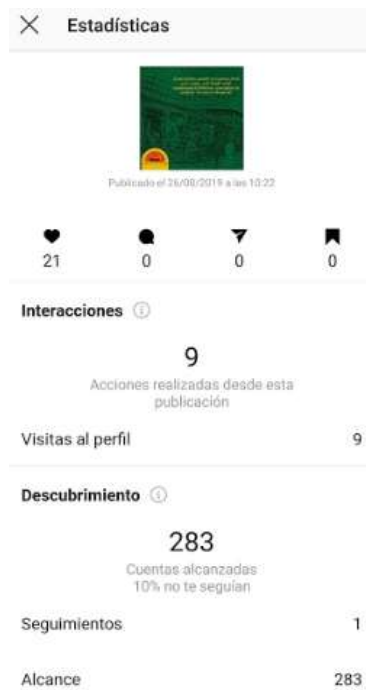 Estadísticas
Publicado el 26/08/2019 a las 10:22
21 0 0 0
Interacciones
9
Acciones realizadas desde esta
publicación
Visitas al perfil 9
Descubrimiento
283
Cuentas alcanzadas
10% no te seguían
Seguimientos 1
Alcance 283